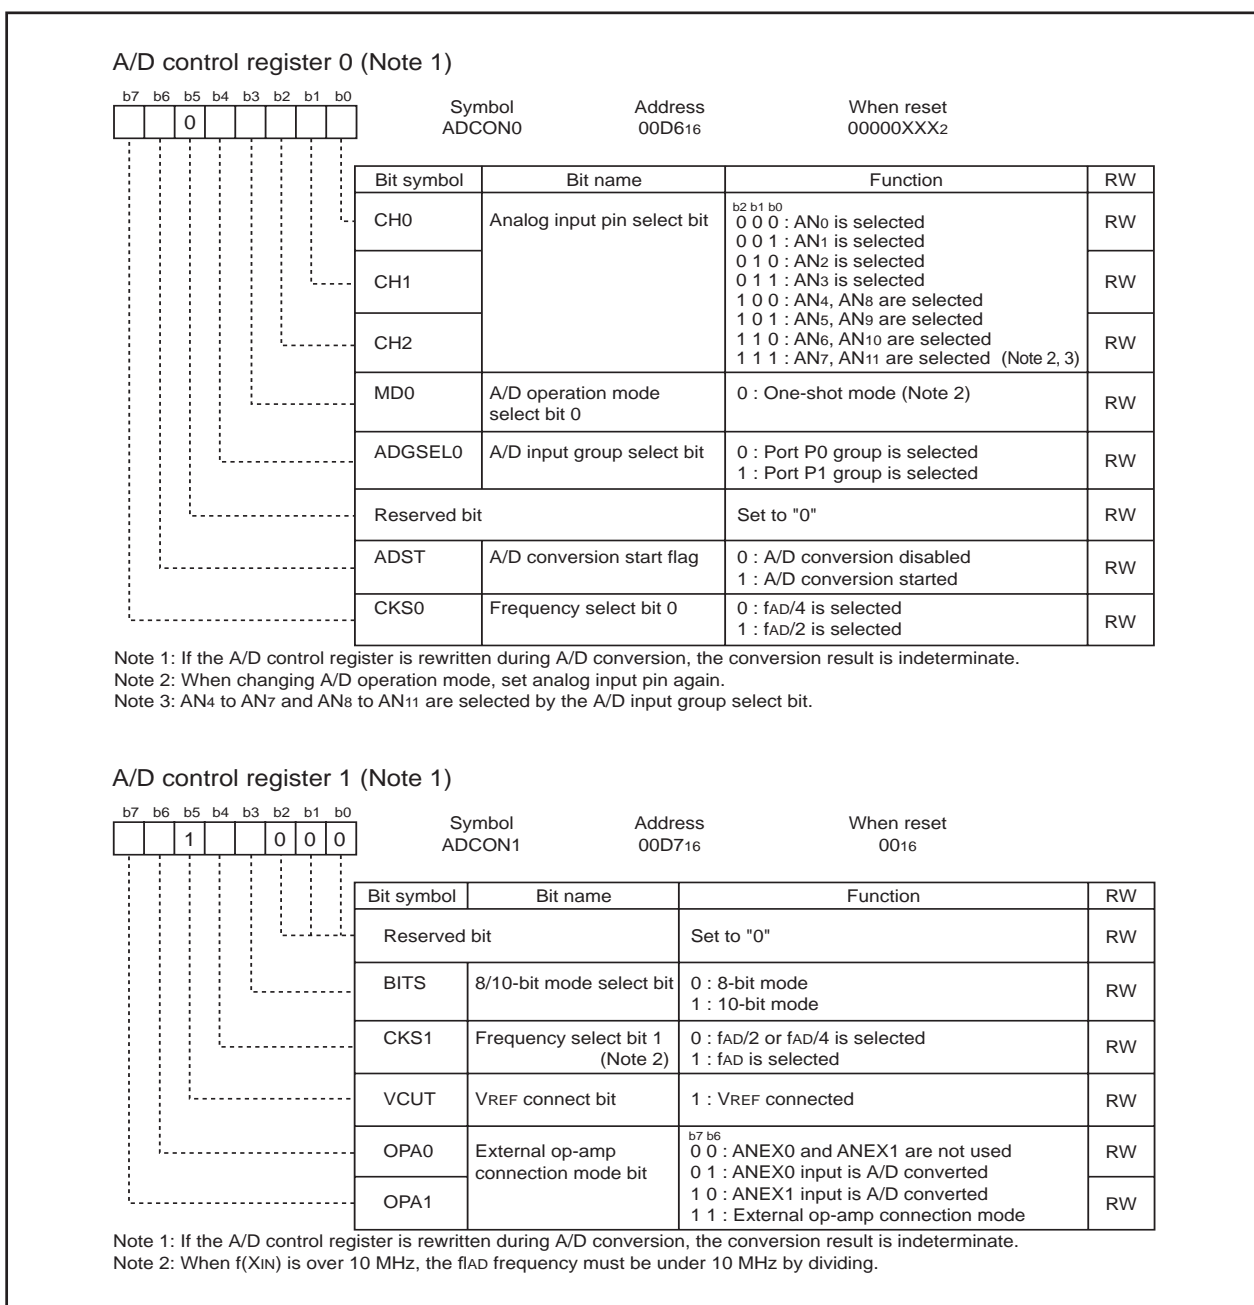 A/D control register 0 (Note 1)
b7 b6 b5 b4 b3 b2 b1 b0
0
Symbol Address When reset
ADCON0 00D616 00000XXX2
Bit symbol Bit name Function RW
CH0 Analog input pin select bit RW
b2 b1 b0
0 0 0 : AN0 is selected
0 0 1 : AN1 is selected
0 1 0 : AN2 is selected
CH1 0 1 1 : AN3 is selected RW
1 0 0 : AN4, AN8 are selected
1 0 1 : AN5, AN9 are selected
CH2 1 1 0 : AN6, AN10 are selected RW
1 1 1 : AN7, AN11 are selected (Note 2, 3)
MD0 A/D operation mode 0 : One-shot mode (Note 2) RW
select bit 0
ADGSEL0 A/D input group select bit 0 : Port P0 group is selected RW
1 : Port P1 group is selected
Reserved bit Set to "0" RW
ADST A/D conversion start flag 0 : A/D conversion disabled RW
1 : A/D conversion started
CKS0 Frequency select bit 0 0 : fAD/4 is selected RW
1 : fAD/2 is selected
Note 1: If the A/D control register is rewritten during A/D conversion, the conversion result is indeterminate.
Note 2: When changing A/D operation mode, set analog input pin again.
Note 3: AN4 to AN7 and AN8 to AN11 are selected by the A/D input group select bit.
A/D control register 1 (Note 1)
b7 b6 b5 b4 b3 b2 b1 b0
1 0 0 0
Symbol Address When reset
ADCON1 00D716 0016
Bit symbol Bit name Function RW
Reserved bit Set to "0" RW
BITS 8/10-bit mode select bit 0 : 8-bit mode RW
1 : 10-bit mode
CKS1 Frequency select bit 1 0 : fAD/2 or fAD/4 is selected RW
(Note 2) 1 : fAD is selected
VCUT VREF connect bit 1 : VREF connected RW
b7 b6
OPA0 External op-amp 0 0 : ANEX0 and ANEX1 are not used RW
connection mode bit 0 1 : ANEX0 input is A/D converted
OPA1 1 0 : ANEX1 input is A/D converted RW
1 1 : External op-amp connection mode
Note 1: If the A/D control register is rewritten during A/D conversion, the conversion result is indeterminate.
Note 2: When f(XIN) is over 10 MHz, the flAD frequency must be under 10 MHz by dividing.